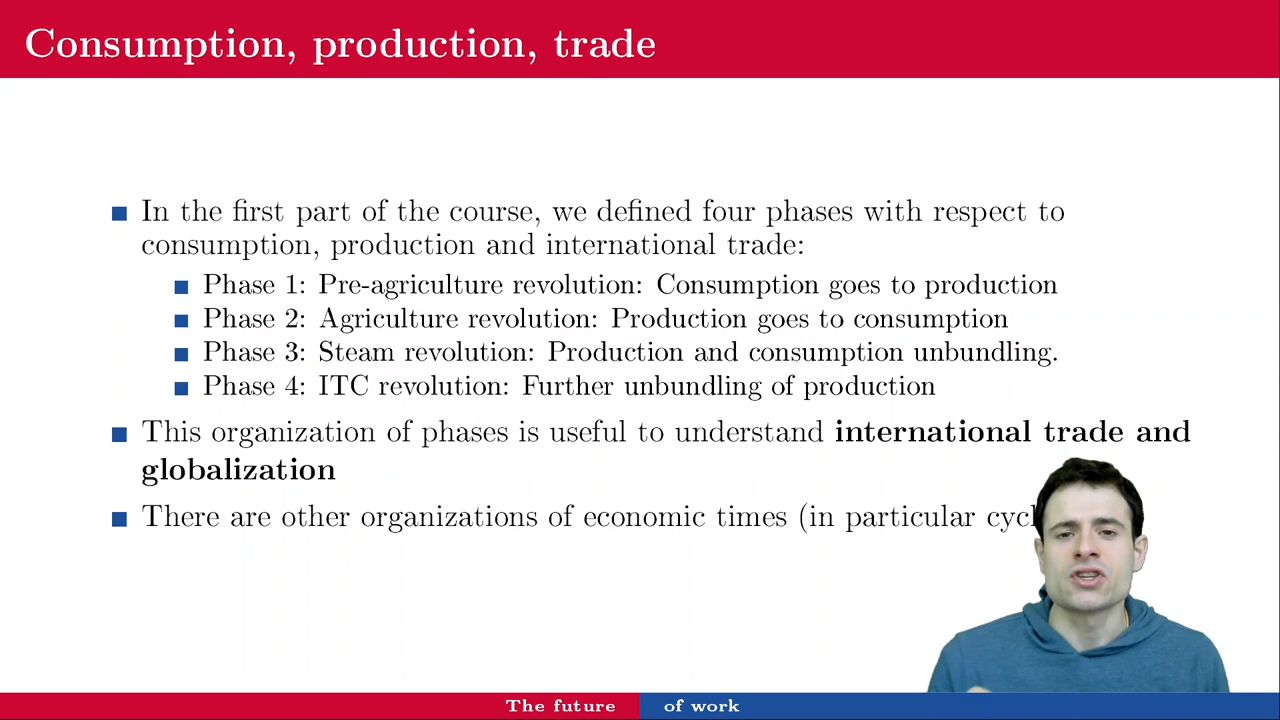 Consumption, production, trade
In the first part of the course, we defined four phases with respect to
consumption, production and international trade:
Phase 1: Pre-agriculture revolution: Consumption goes to production
Phase 2: Agriculture revolution: Production goes to consumption
Phase 3: Steam revolution: Production and consumption unbundling.
Phase 4: ITC revolution: Further unbundling of production
This organization of phases is useful to understand international trade and
globalization
There are other organizations of economic times (in particular
The future of work